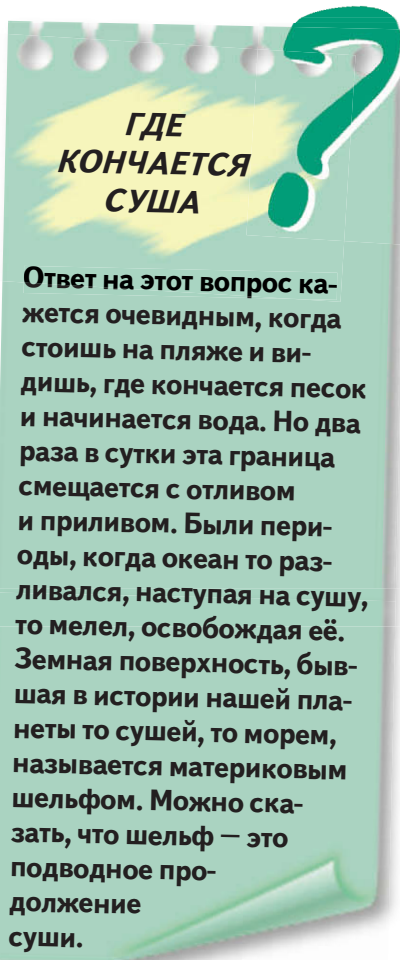 ГДЕ
КОНЧАЕТСЯ
СУША
Ответ на этот вопрос ка-
жется очевидным, когда
стоишь на пляже и ви-
дишь, где кончается песок
и начинается вода. Но два
раза в сутки эта граница
смещается с отливом
и приливом. Были пери-
оды, когда океан то раз-
ливался, наступая на сушу,
то мелел, освобождая её.
Земная поверхность, быв-
шая в истории нашей пла-
неты то сушей, то морем,
называется материковым
шельфом. Можно ска-
зать, что шельф — это
подводное про-
должение
суши.